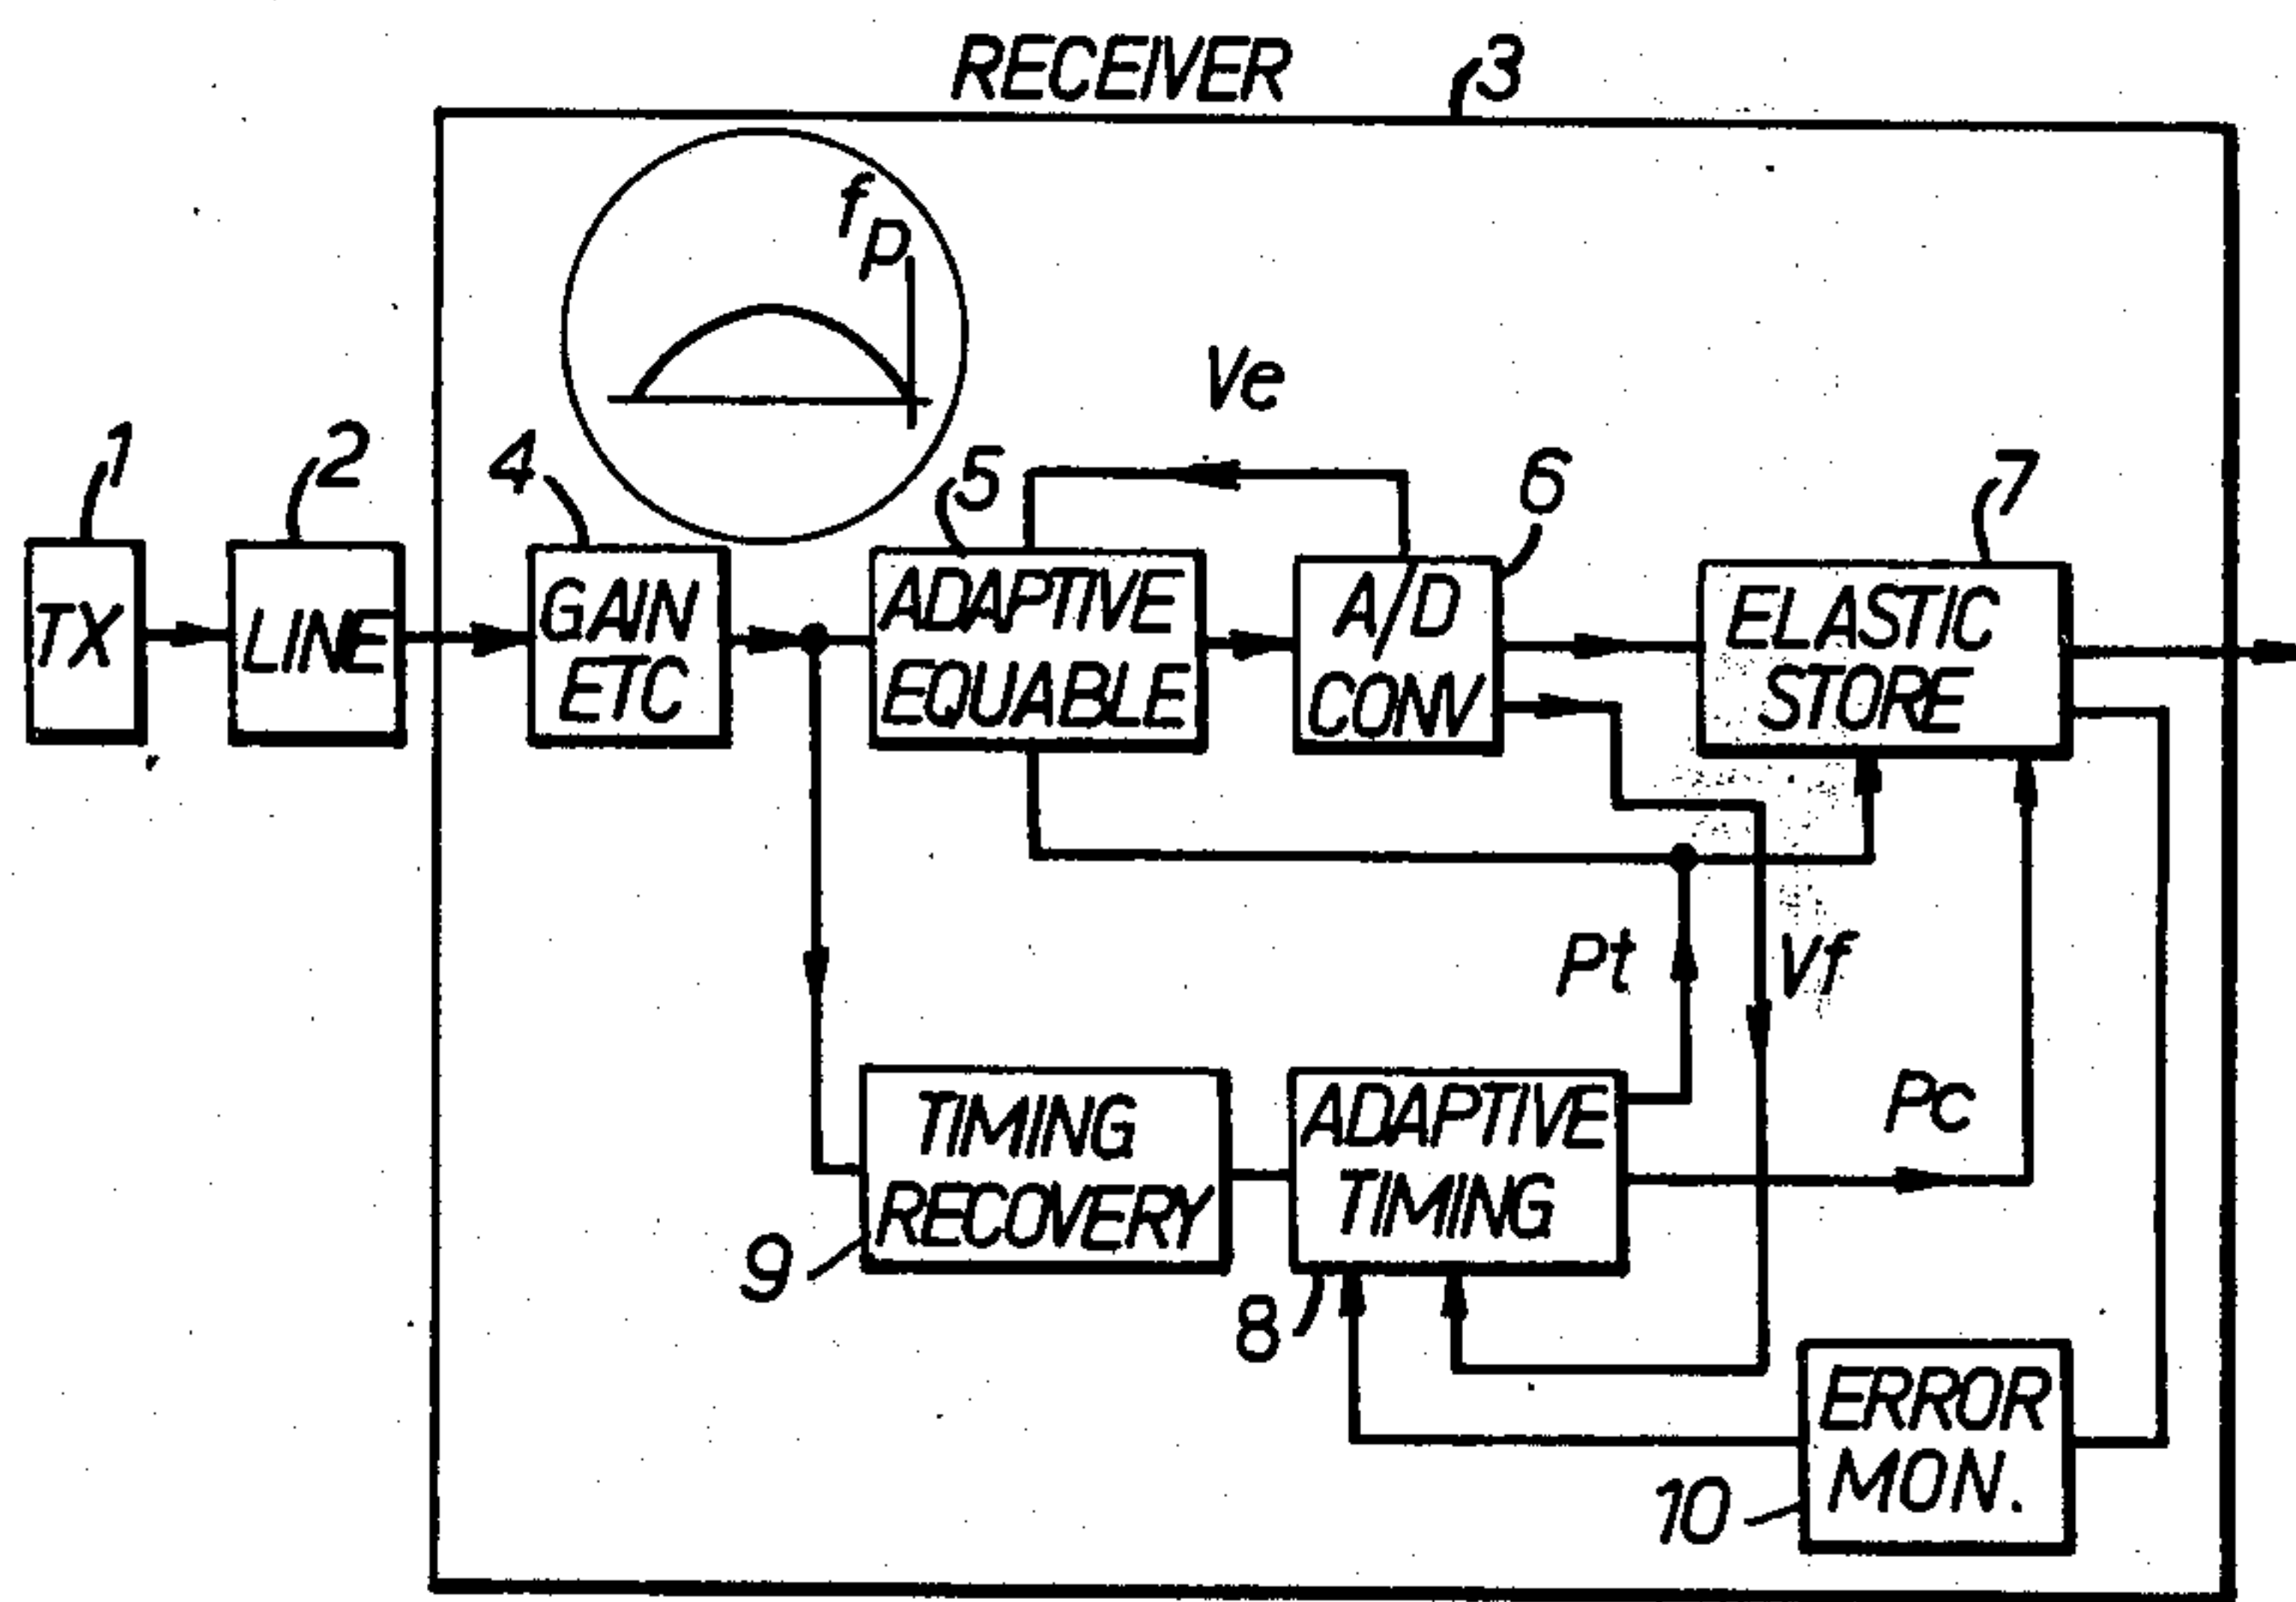 RECEIVER
3
fp
Ve
1
2
4
5
6
7
TX
LINE
GAIN
ETC
ADAPTIVE
EQUABLE
A/D
CONV
ELASTIC
STORE
Pt
Vf
Pc
TIMING
RECOVERY
ADAPTIVE
TIMING
9
8
ERROR
MON.
10